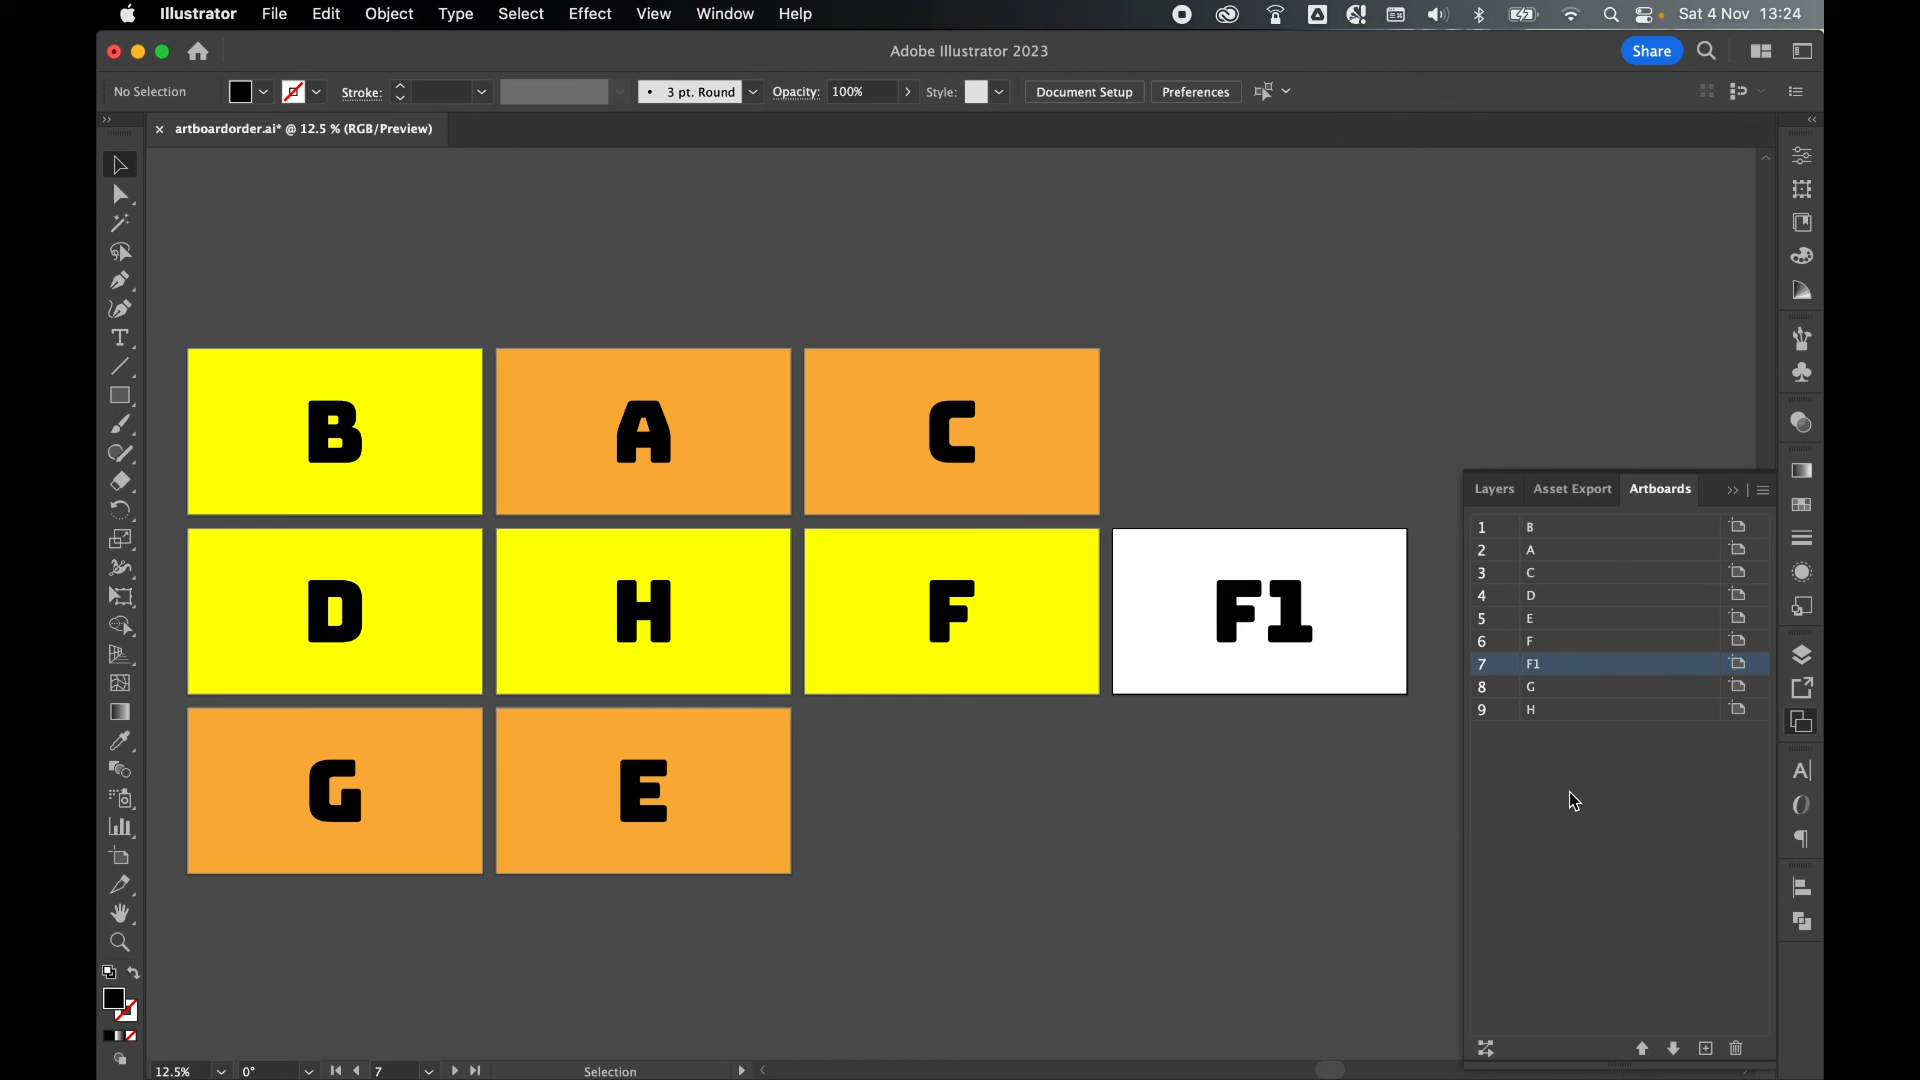 Illustrator File Edit Object Type Select Effect View Window Help Sat 4 Nov 13:24
Adobe Illustrator 2023 Share
No Selection Stroke: 3 pt. Round Opacity: 100% Style: Document Setup Preferences
artboardorder.ai* @ 12.5 % (RGB/Preview)
B A C
D H F F1
G E
Layers Asset Export Artboards
1 B
2 A
3 C
4 D
5 E
6 F
7 F1
8 G
9 H
12.5% 0° 7 Selection